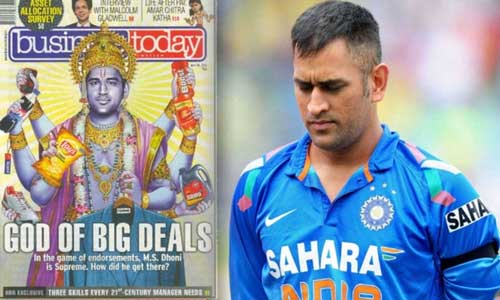 ASSET
ALLOCATION
SURVEY
INTERVIEW
WITH MALCOLM
GLADWELL
LIFE AFTER PAI,
AMAR CHITRA
KATHA
business today
Lay's
Boost
GOD OF BIG DEALS
In the game of endorsements, M.S. Dhoni
is Supreme. How did he get there?
THREE SKILLS EVERY 21st-CENTURY MANAGER NEEDS
SAHARA
SAHARA
INDIA